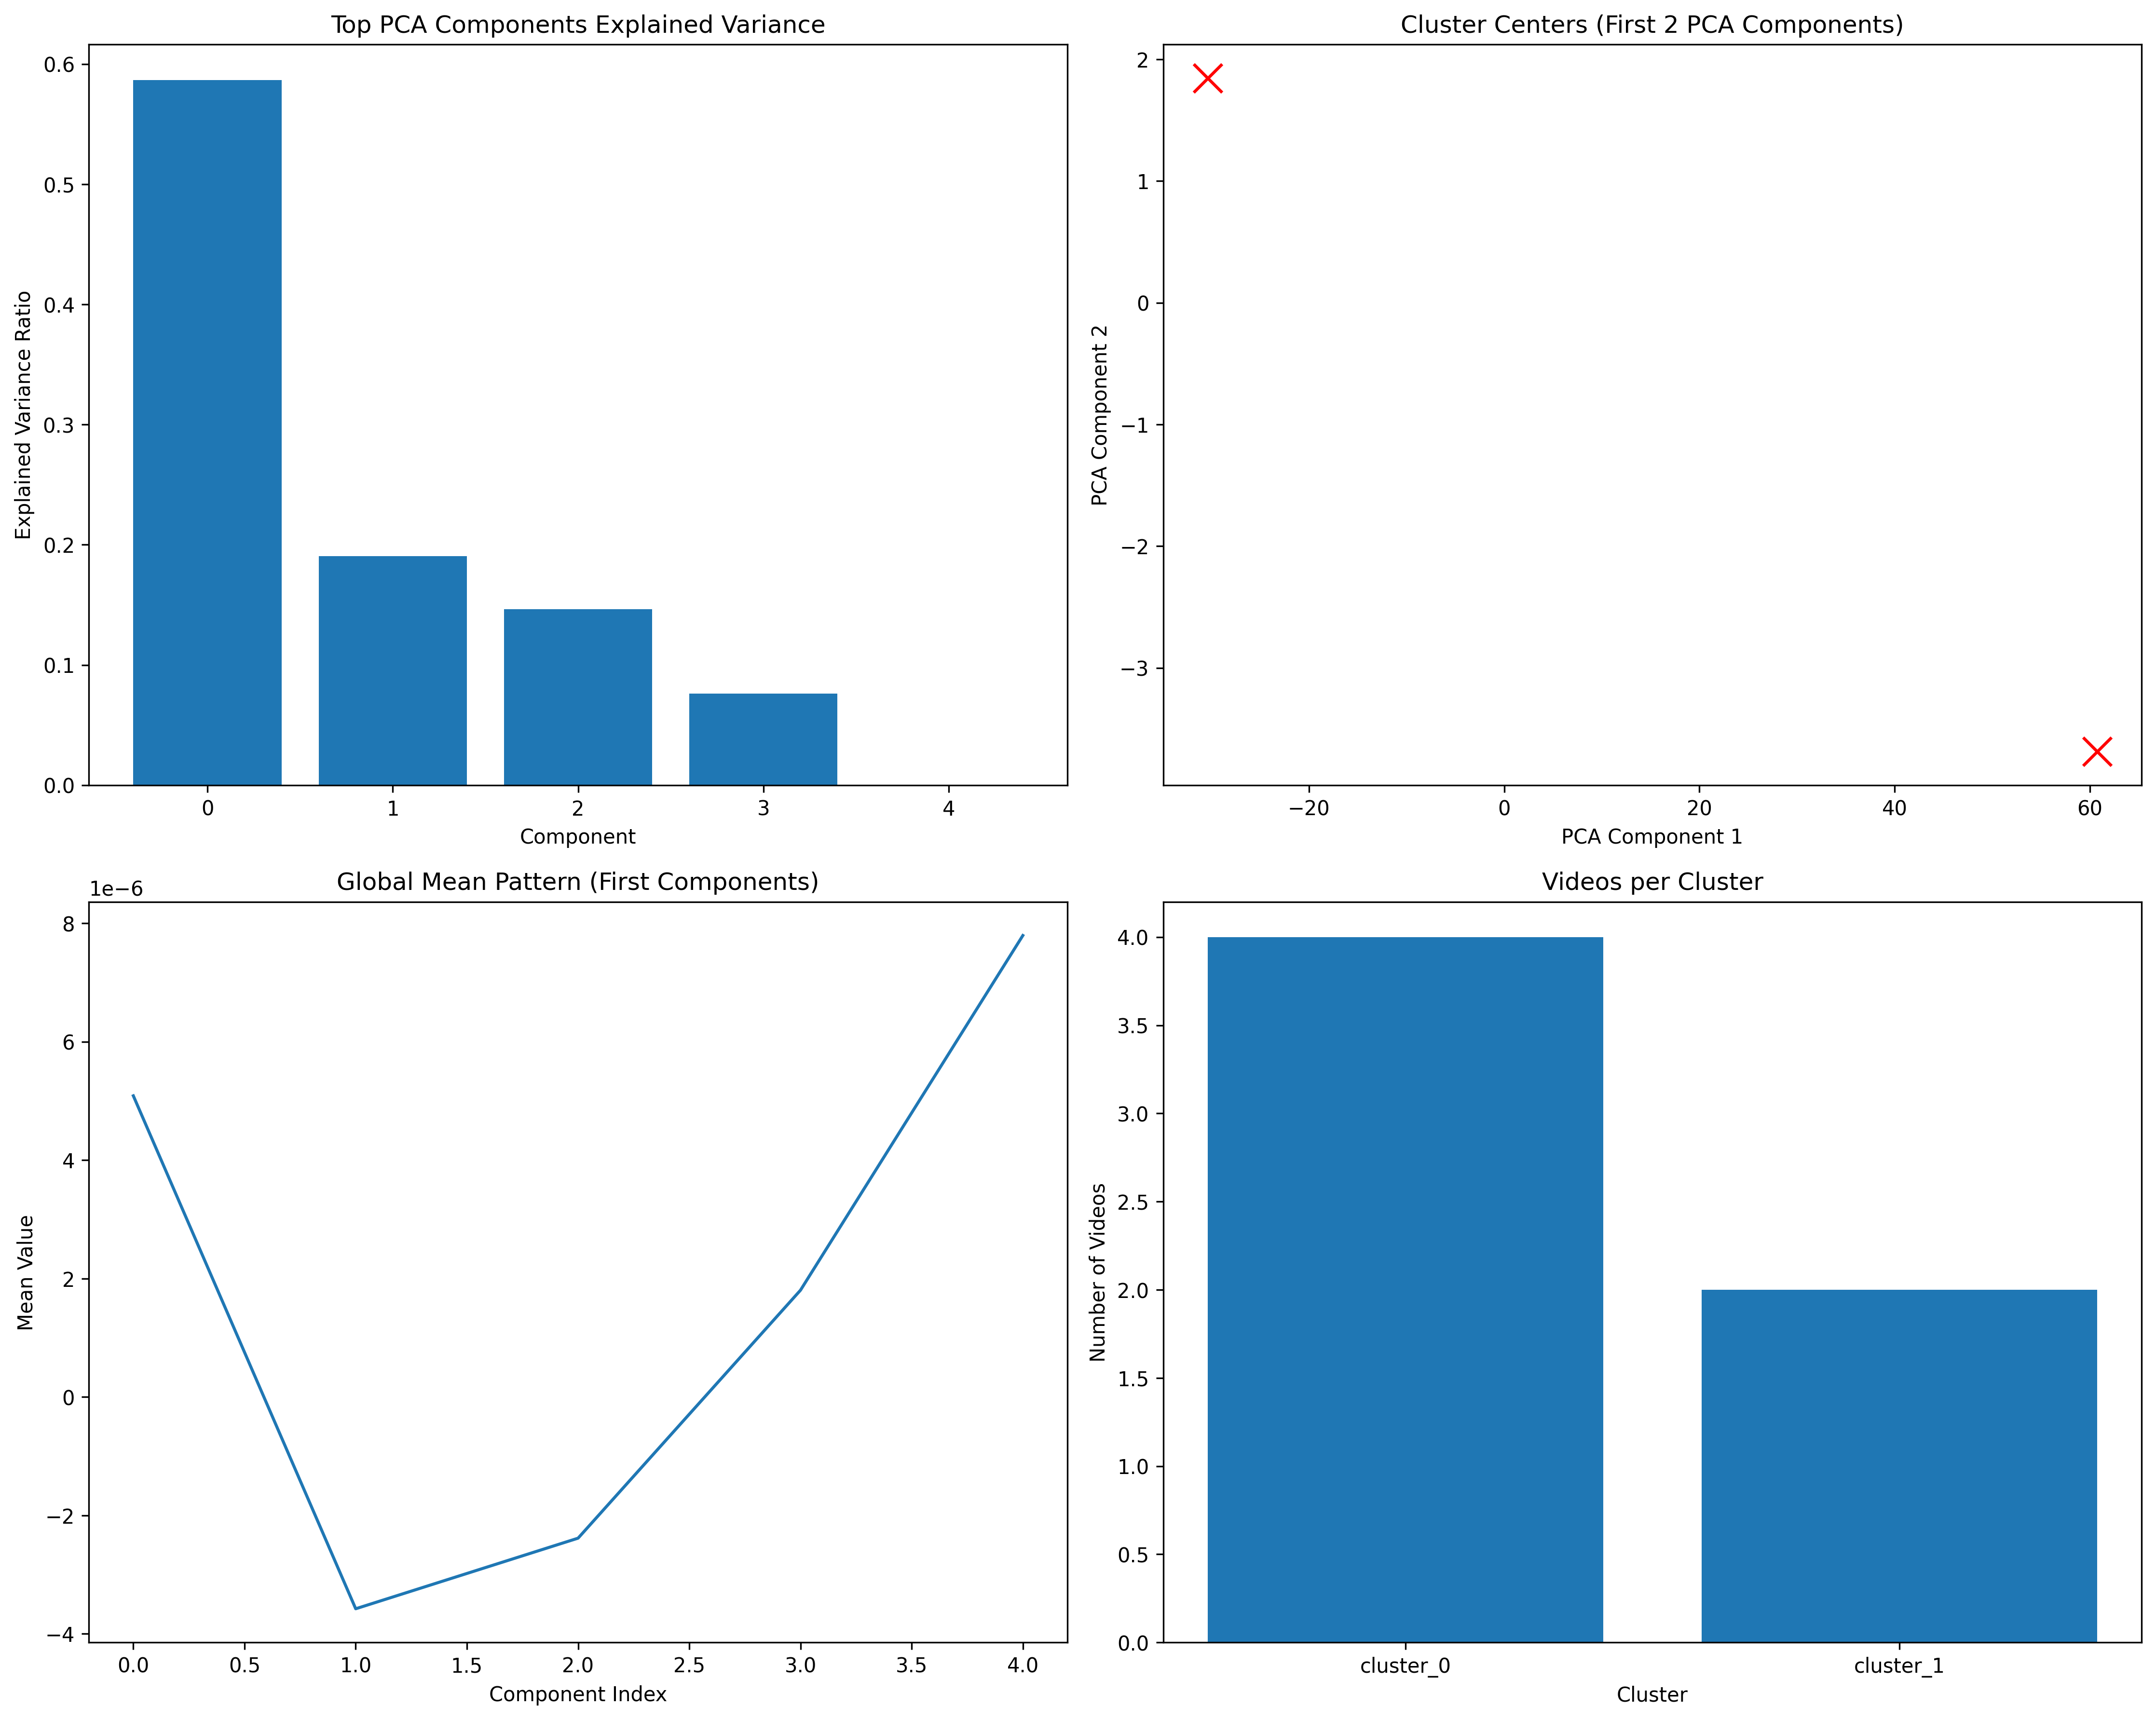 Top PCA Components Explained Variance
0.6
0.5
0.4
0.3
0.2
0.1
0.0
Explained Variance Ratio
0 1 2 3 4
Component
Cluster Centers (First 2 PCA Components)
2
1
0
−1
−2
−3
PCA Component 2
−20 0 20 40 60
PCA Component 1
Global Mean Pattern (First Components)
1e−6
8
6
4
2
0
−2
−4
Mean Value
0.0 0.5 1.0 1.5 2.0 2.5 3.0 3.5 4.0
Component Index
Videos per Cluster
4.0
3.5
3.0
2.5
2.0
1.5
1.0
0.5
0.0
Number of Videos
cluster_0 cluster_1
Cluster